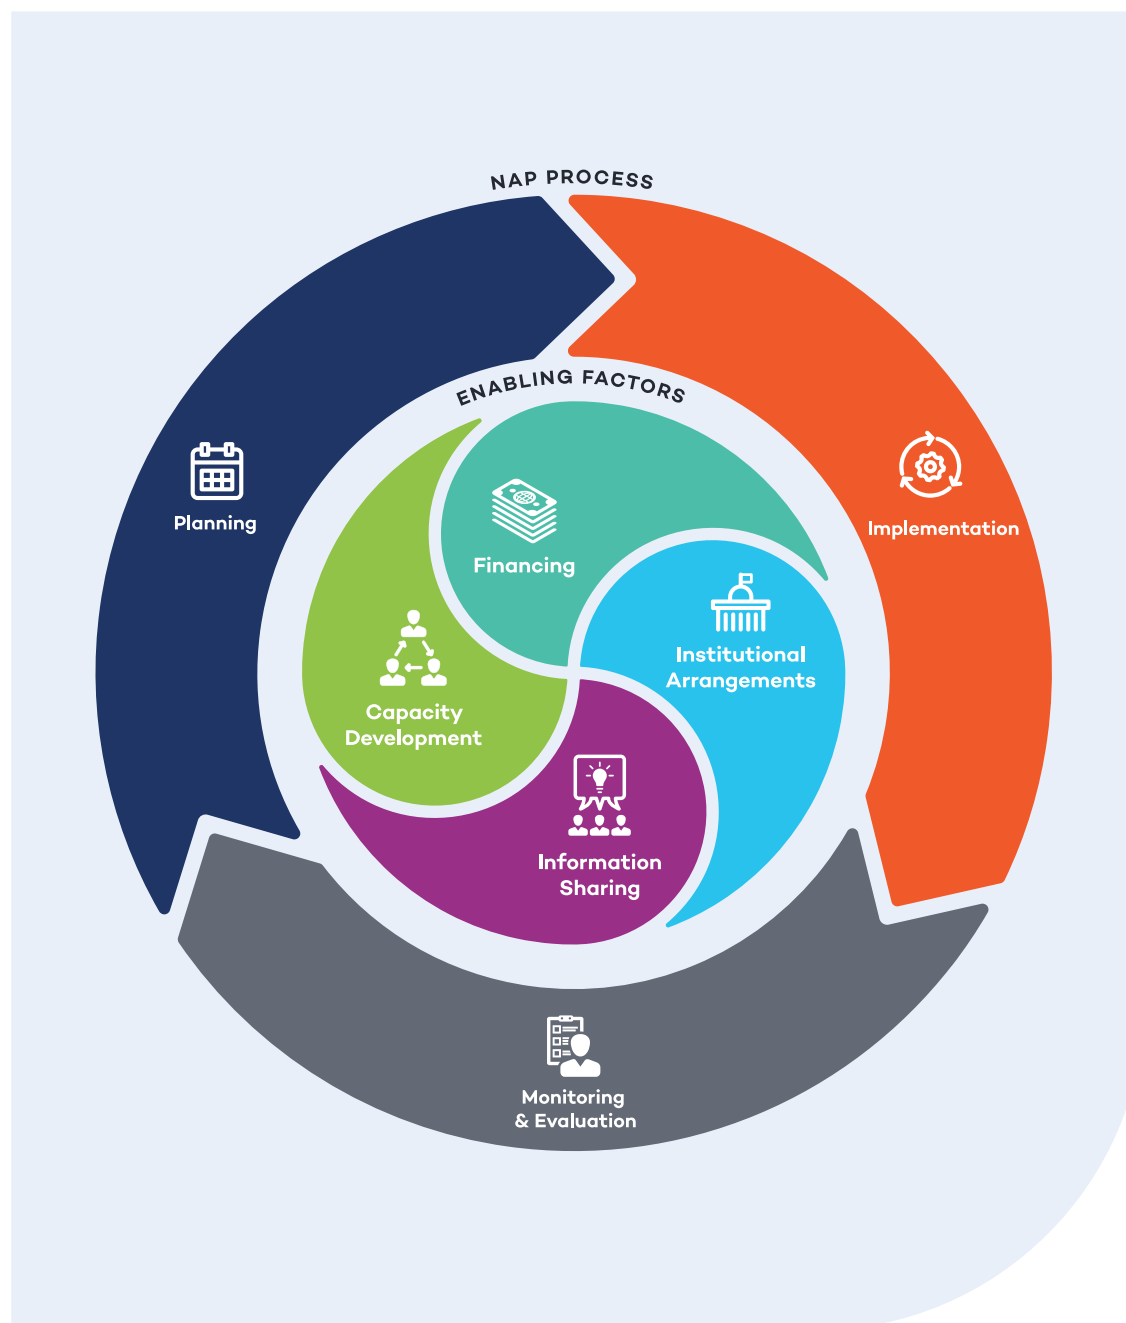 NAP PROCESS
ENABLING FACTORS
Planning
Implementation
Financing
Institutional
Arrangements
Capacity
Development
Information
Sharing
Monitoring
& Evaluation